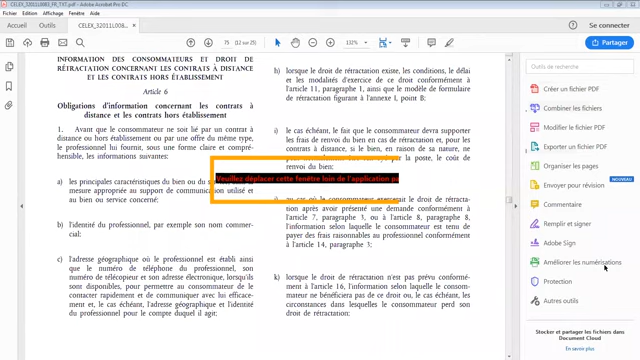 CELEX_32011L0083_FR_TXT.pdf - Adobe Acrobat Pro DC
Fichier Edition Affichage Fenêtre Aide
Accueil Outils CELEX_32011L0083_F...
Se connecter
75 (12 sur 25) 132%
Partager
INFORMATION DES CONSOMMATEURS ET DROIT DE
RÉTRACTATION CONCERNANT LES CONTRATS À DISTANCE
ET LES CONTRATS HORS ÉTABLISSEMENT
Article 6
Obligations d'information concernant les contrats à
distance et les contrats hors établissement
1. Avant que le consommateur ne soit lié par un contrat à
distance ou hors établissement ou par une offre du même type,
le professionnel lui fournit, sous une forme claire et compré-
hensible, les informations suivantes:
a) les principales caractéristiques du bien ou du
mesure appropriée au support de communication utilisé et
au bien ou service concerné;
b) l'identité du professionnel, par exemple son nom commer-
cial;
c) l'adresse géographique où le professionnel est établi ainsi
que le numéro de téléphone du professionnel, son
numéro de télécopieur et son adresse électronique, lorsqu'ils
sont disponibles, pour permettre au consommateur de le
contacter rapidement et de communiquer avec lui efficace-
ment et, le cas échéant, l'adresse géographique et l'identité
du professionnel pour le compte duquel il agit;
h) lorsque le droit de rétractation existe, les conditions, le délai
et les modalités d'exercice de ce droit conformément à
l'article 11, paragraphe 1, ainsi que le modèle de formulaire
de rétractation figurant à l'annexe I, point B;
i) le cas échéant, le fait que le consommateur devra supporter
les frais de renvoi du bien en cas de rétractation et, pour les
contrats à distance, si le bien, en raison de sa nature, ne
par la poste, le coût de
renvoi du bien;
Veuillez déplacer cette fenêtre loin de l'application pa
au cas où le consommateur exercerait le droit de rétracta-
tion après avoir présenté une demande conformément à
l'article 7, paragraphe 3, ou à l'article 8, paragraphe 8,
l'information selon laquelle le consommateur est tenu de
payer des frais raisonnables au professionnel conformément
à l'article 14, paragraphe 3;
k) lorsque le droit de rétractation n'est pas prévu conformé-
ment à l'article 16, l'information selon laquelle le consom-
mateur ne bénéficiera pas de ce droit ou, le cas échéant, les
circonstances dans lesquelles le consommateur perd son
droit de rétractation;
Outils de recherche
Créer un fichier PDF
Combiner les fichiers
Modifier le fichier PDF
Exporter un fichier PDF
Organiser les pages
Envoyer pour révision NOUVEAU
Commentaire
Remplir et signer
Adobe Sign
Améliorer les numérisations
Protection
Autres outils
Stocker et partager les fichiers dans
Document Cloud
En savoir plus